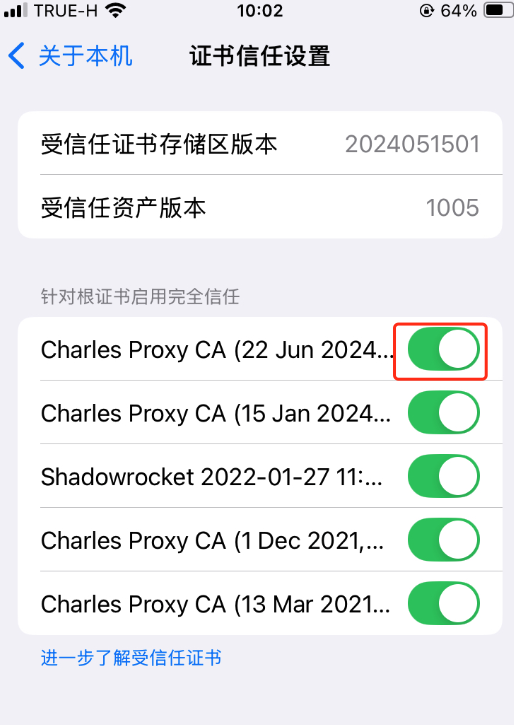 TRUE-H 10:02 64%
关于本机 证书信任设置
受信任证书存储区版本 2024051501
受信任资产版本 1005
针对根证书启用完全信任
Charles Proxy CA (22 Jun 2024...
Charles Proxy CA (15 Jan 2024...
Shadowrocket 2022-01-27 11:...
Charles Proxy CA (1 Dec 2021,...
Charles Proxy CA (13 Mar 2021...
进一步了解受信任证书